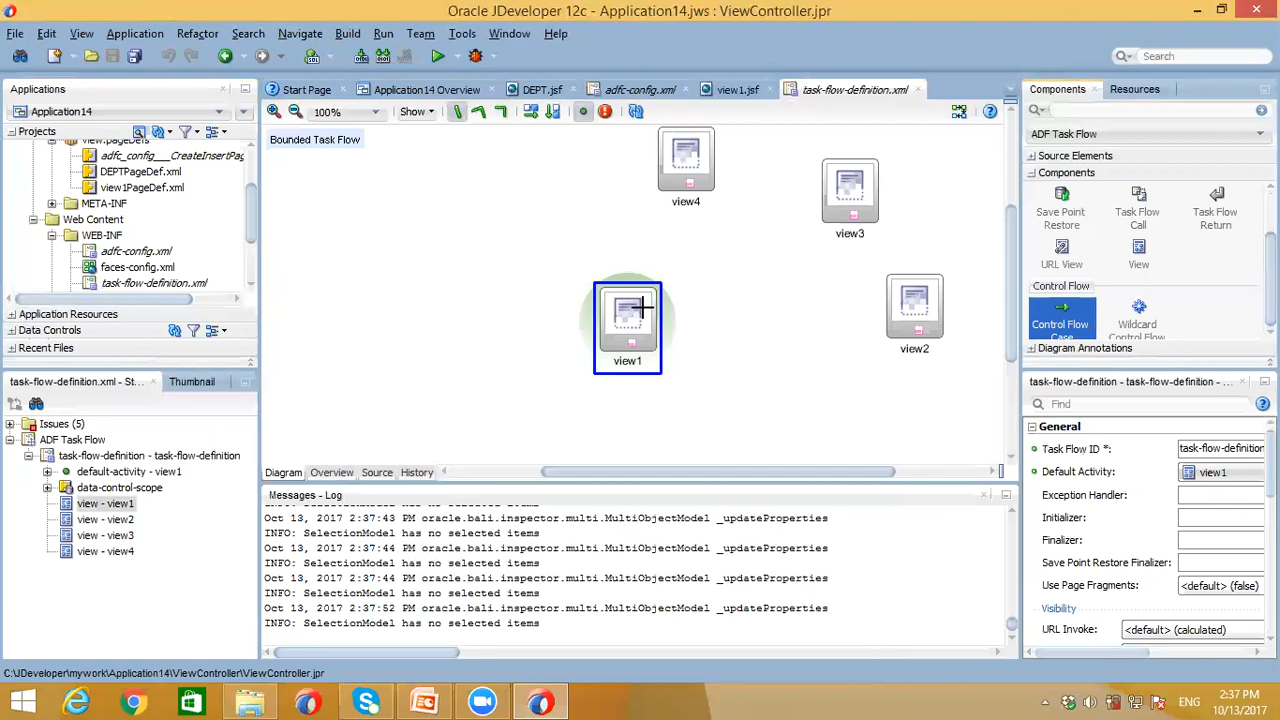 Oracle JDeveloper 12c - Application14.jws : ViewController.jpr
File Edit View Application Refactor Search Navigate Build Run Team Tools Window Help
Search
Applications
Application14
Projects
view.pageDefs
adfc_config___CreateInsertPag
DEPTPageDef.xml
view1PageDef.xml
META-INF
Web Content
WEB-INF
adfc-config.xml
faces-config.xml
task-flow-definition.xml
Application Resources
Data Controls
Recent Files
task-flow-definition.xml - St...
Thumbnail
Issues (5)
ADF Task Flow
task-flow-definition - task-flow-definition
default-activity - view1
data-control-scope
view - view1
view - view2
view - view3
view - view4
Start Page
Application14 Overview
DEPT.jsf
adfc-config.xml
view1.jsf
task-flow-definition.xml
100%
Show
Bounded Task Flow
view4
view3
view1
view2
Diagram Overview Source History
Messages - Log
Oct 13, 2017 2:37:43 PM oracle.bali.inspector.multi.MultiObjectModel _updateProperties
INFO: SelectionModel has no selected items
Oct 13, 2017 2:37:44 PM oracle.bali.inspector.multi.MultiObjectModel _updateProperties
INFO: SelectionModel has no selected items
Oct 13, 2017 2:37:44 PM oracle.bali.inspector.multi.MultiObjectModel _updateProperties
INFO: SelectionModel has no selected items
Oct 13, 2017 2:37:52 PM oracle.bali.inspector.multi.MultiObjectModel _updateProperties
INFO: SelectionModel has no selected items
Components
Resources
ADF Task Flow
Source Elements
Components
Save Point Restore
Task Flow Call
Task Flow Return
URL View
View
Control Flow
Control Flow Case
Wildcard
Diagram Annotations
task-flow-definition - task-flow-definition - ...
Find
General
Task Flow ID *: task-flow-definition
Default Activity: view1
Exception Handler:
Initializer:
Finalizer:
Save Point Restore Finalizer:
Use Page Fragments: <default> (false)
Visibility
URL Invoke: <default> (calculated)
C:\JDeveloper\mywork\Application14\ViewController\ViewController.jpr
ENG
2:37 PM
10/13/2017